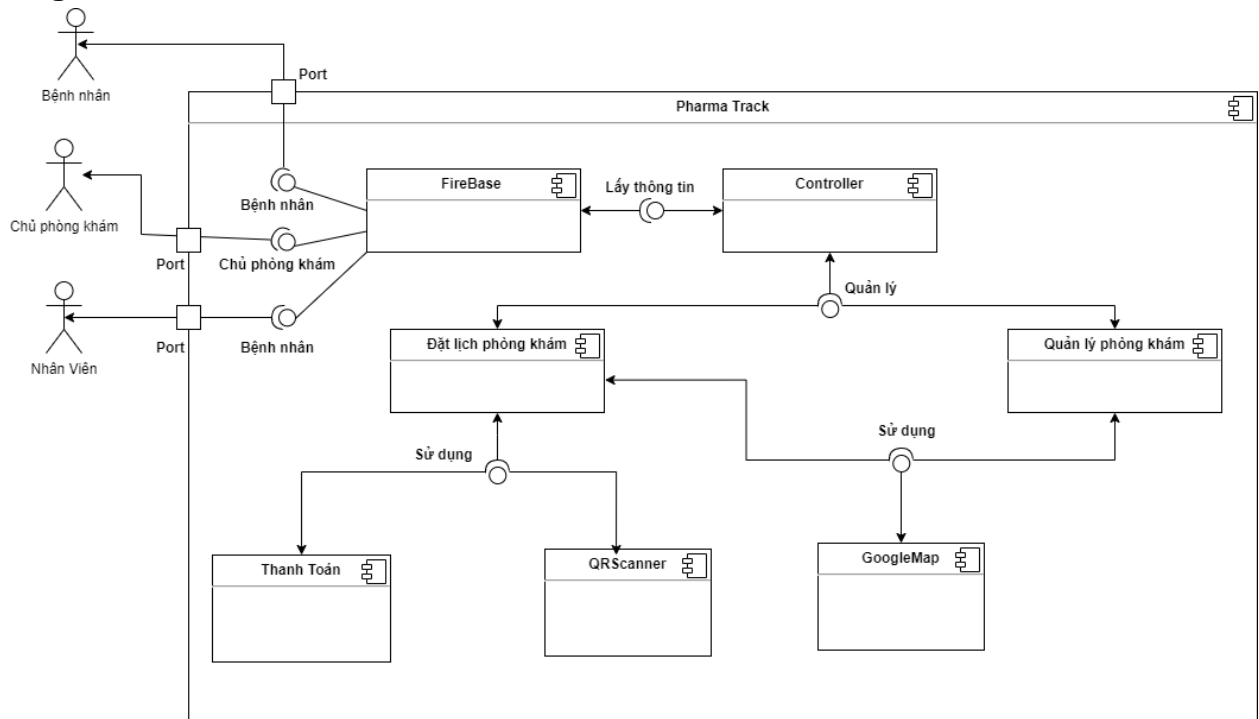 Port
Bệnh nhân
Pharma Track
FireBase
Lấy thông tin
Controller
Bệnh nhân
Chủ phòng khám
Port
Chủ phòng khám
Quản lý
Port
Bệnh nhân
Nhân Viên
Đặt lịch phòng khám
Quản lý phòng khám
Sử dụng
Sử dụng
Thanh Toán
QRScanner
GoogleMap